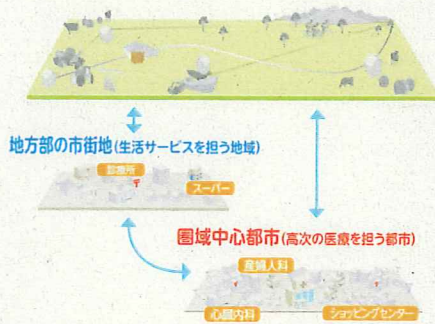 地方部の市街地(生活サービスを担う地域)
診療所
スーパー
圏域中心都市(高次の医療を担う都市)
産婦人科
心臓内科
ショッピングセンター